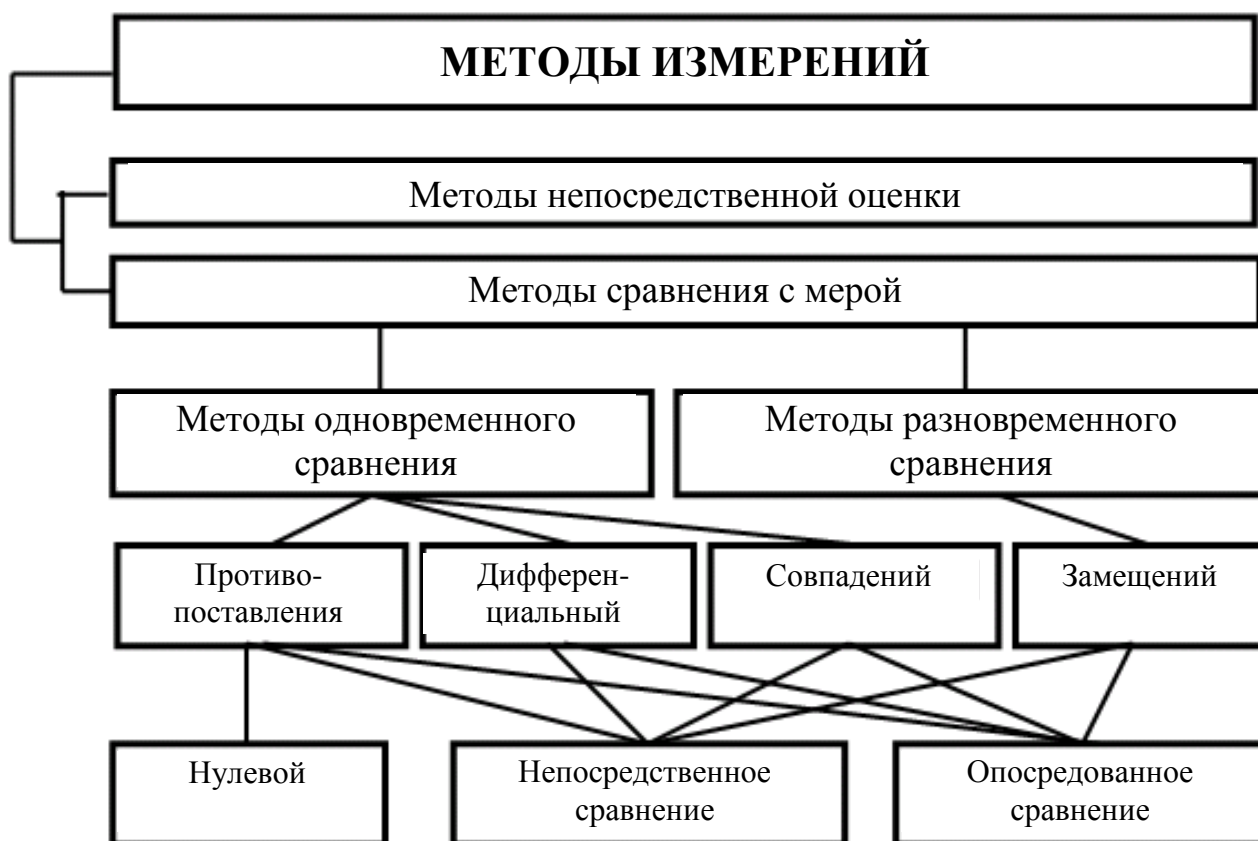 МЕТОДЫ ИЗМЕРЕНИЙ
Методы непосредственной оценки
Методы сравнения с мерой
Методы одновременного
сравнения
Методы разновременного
сравнения
Противо-
поставления
Дифферен-
циальный
Совпадений
Замещений
Нулевой
Непосредственное
сравнение
Опосредованное
сравнение